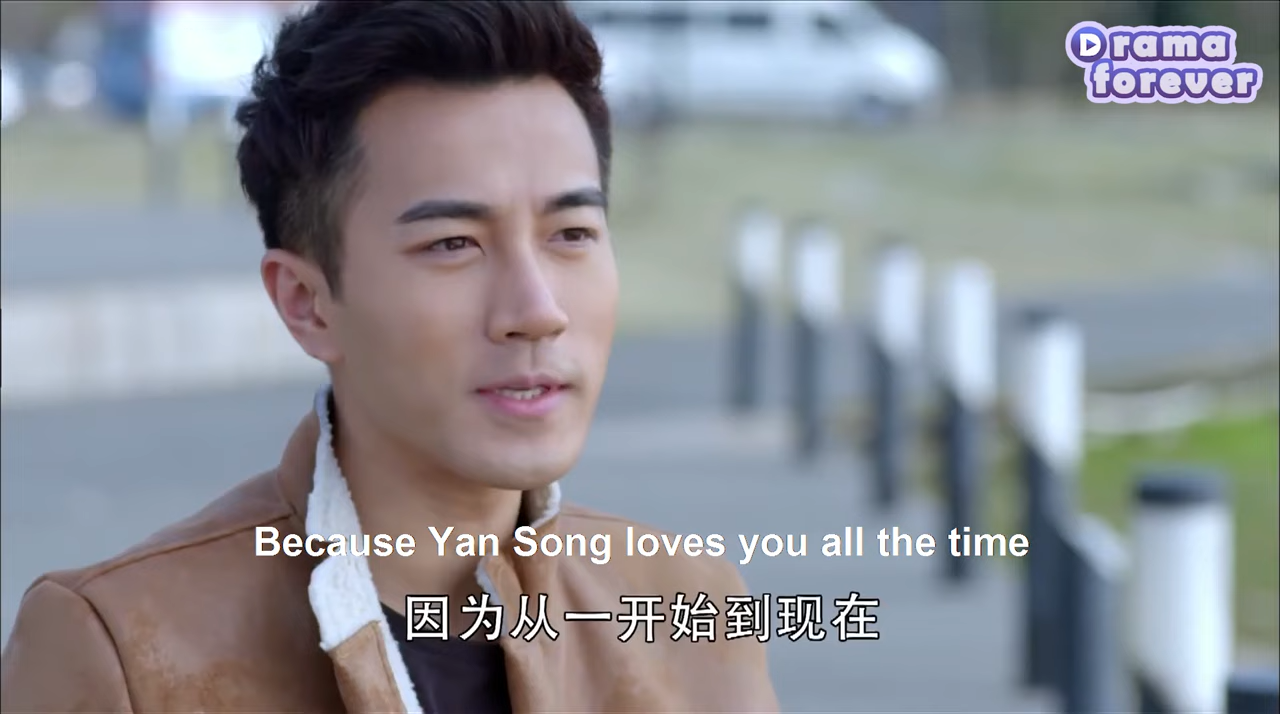 Drama
forever
Because Yan Song loves you all the time
因为从一开始到现在